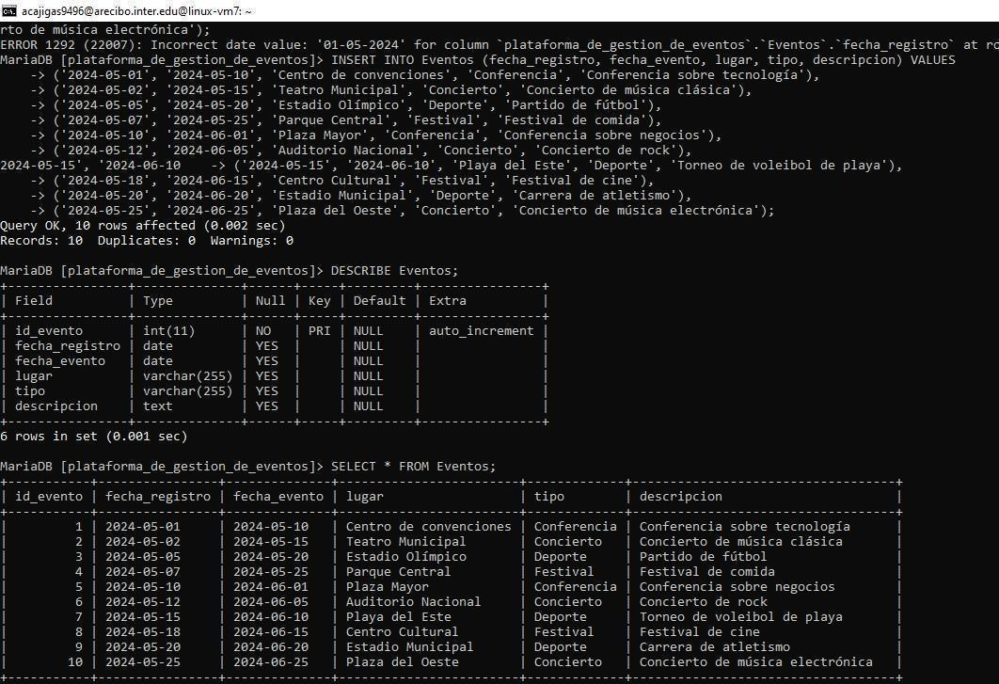 acajigas9496@arecibo.inter.edu@linux-vm7: ~
rto de música electrónica');
ERROR 1292 (22007): Incorrect date value: '01-05-2024' for column `plataforma_de_gestion_de_eventos`.`Eventos`.`fecha_registro` at ro
MariaDB [plataforma_de_gestion_de_eventos]> INSERT INTO Eventos (fecha_registro, fecha_evento, lugar, tipo, descripcion) VALUES
    -> ('2024-05-01', '2024-05-10', 'Centro de convenciones', 'Conferencia', 'Conferencia sobre tecnología'),
    -> ('2024-05-02', '2024-05-15', 'Teatro Municipal', 'Concierto', 'Concierto de música clásica'),
    -> ('2024-05-05', '2024-05-20', 'Estadio Olímpico', 'Deporte', 'Partido de fútbol'),
    -> ('2024-05-07', '2024-05-25', 'Parque Central', 'Festival', 'Festival de comida'),
    -> ('2024-05-10', '2024-06-01', 'Plaza Mayor', 'Conferencia', 'Conferencia sobre negocios'),
    -> ('2024-05-12', '2024-06-05', 'Auditorio Nacional', 'Concierto', 'Concierto de rock'),
2024-05-15', '2024-06-10    -> ('2024-05-15', '2024-06-10', 'Playa del Este', 'Deporte', 'Torneo de voleibol de playa'),
    -> ('2024-05-18', '2024-06-15', 'Centro Cultural', 'Festival', 'Festival de cine'),
    -> ('2024-05-20', '2024-06-20', 'Estadio Municipal', 'Deporte', 'Carrera de atletismo'),
    -> ('2024-05-25', '2024-06-25', 'Plaza del Oeste', 'Concierto', 'Concierto de música electrónica');
Query OK, 10 rows affected (0.002 sec)
Records: 10  Duplicates: 0  Warnings: 0
MariaDB [plataforma_de_gestion_de_eventos]> DESCRIBE Eventos;
+----------------+--------------+------+-----+---------+----------------+
| Field          | Type         | Null | Key | Default | Extra          |
+----------------+--------------+------+-----+---------+----------------+
| id_evento      | int(11)      | NO   | PRI | NULL    | auto_increment |
| fecha_registro | date         | YES  |     | NULL    |                |
| fecha_evento   | date         | YES  |     | NULL    |                |
| lugar          | varchar(255) | YES  |     | NULL    |                |
| tipo           | varchar(255) | YES  |     | NULL    |                |
| descripcion    | text         | YES  |     | NULL    |                |
+----------------+--------------+------+-----+---------+----------------+
6 rows in set (0.001 sec)
MariaDB [plataforma_de_gestion_de_eventos]> SELECT * FROM Eventos;
+-----------+----------------+--------------+------------------------+-------------+----------------------------------+
| id_evento | fecha_registro | fecha_evento | lugar                  | tipo        | descripcion                      |
+-----------+----------------+--------------+------------------------+-------------+----------------------------------+
|         1 | 2024-05-01     | 2024-05-10   | Centro de convenciones | Conferencia | Conferencia sobre tecnología     |
|         2 | 2024-05-02     | 2024-05-15   | Teatro Municipal       | Concierto   | Concierto de música clásica      |
|         3 | 2024-05-05     | 2024-05-20   | Estadio Olímpico       | Deporte     | Partido de fútbol                |
|         4 | 2024-05-07     | 2024-05-25   | Parque Central         | Festival    | Festival de comida               |
|         5 | 2024-05-10     | 2024-06-01   | Plaza Mayor            | Conferencia | Conferencia sobre negocios       |
|         6 | 2024-05-12     | 2024-06-05   | Auditorio Nacional     | Concierto   | Concierto de rock                |
|         7 | 2024-05-15     | 2024-06-10   | Playa del Este         | Deporte     | Torneo de voleibol de playa      |
|         8 | 2024-05-18     | 2024-06-15   | Centro Cultural        | Festival    | Festival de cine                 |
|         9 | 2024-05-20     | 2024-06-20   | Estadio Municipal      | Deporte     | Carrera de atletismo             |
|        10 | 2024-05-25     | 2024-06-25   | Plaza del Oeste        | Concierto   | Concierto de música electrónica  |
+-----------+----------------+--------------+------------------------+-------------+----------------------------------+